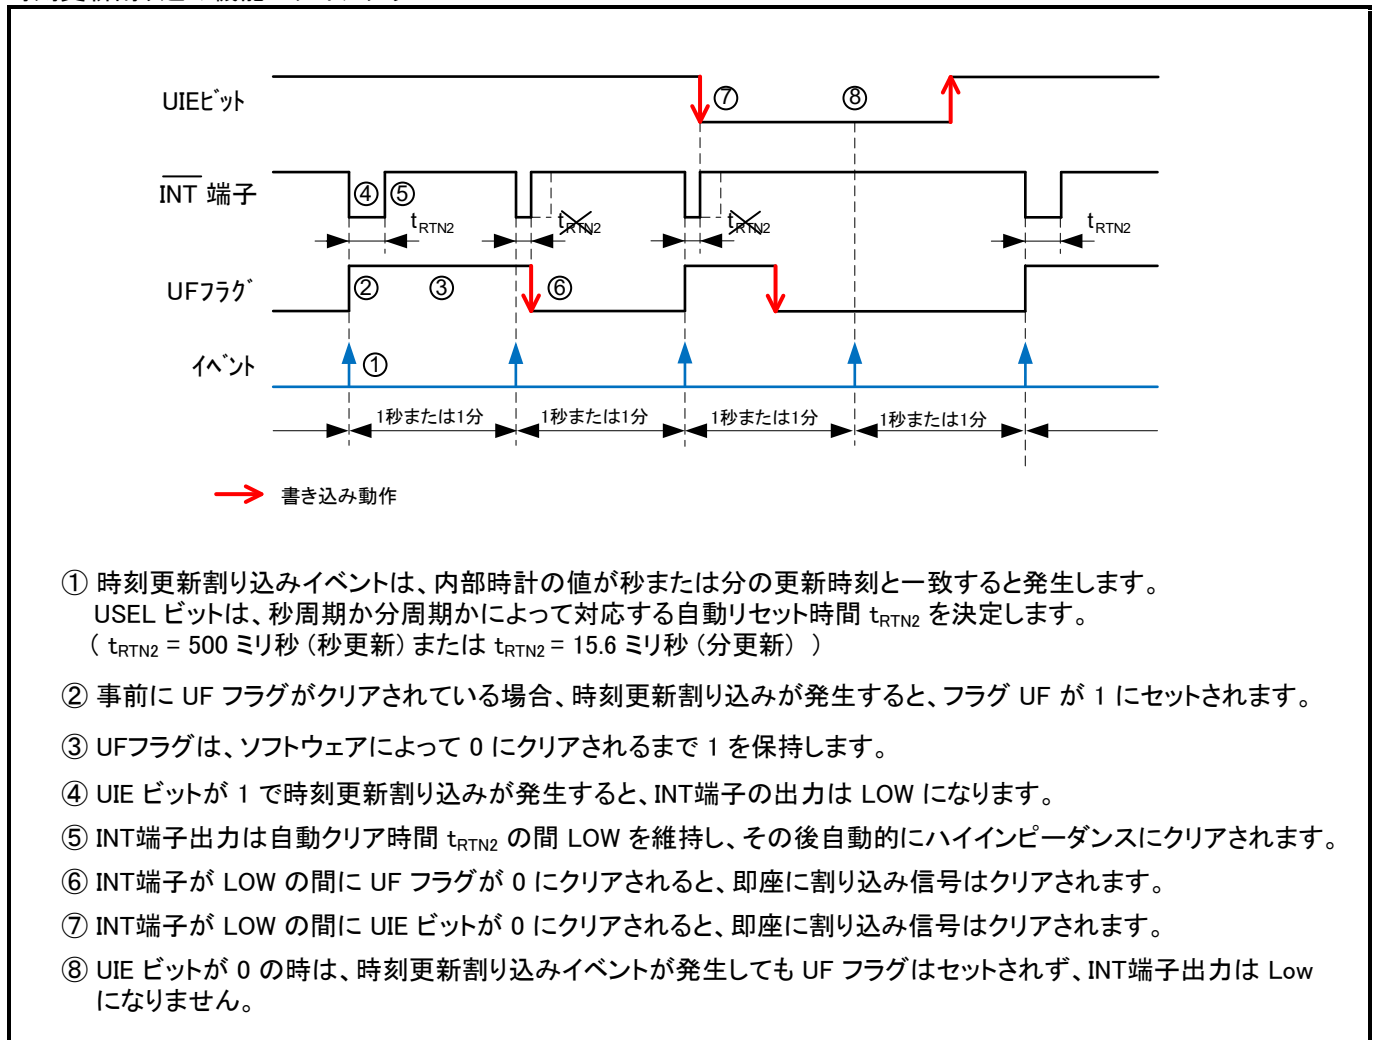 UIEビット
⑦
⑧
INT 端子
④
⑤
tRTN2
tRTN2
tRTN2
tRTN2
UFフラグ
②
③
⑥
イベント
①
1秒または1分
1秒または1分
1秒または1分
1秒または1分
書き込み動作
① 時刻更新割り込みイベントは、内部時計の値が秒または分の更新時刻と一致すると発生します。
USEL ビットは、秒周期か分周期かによって対応する自動リセット時間 tRTN2 を決定します。
( tRTN2 = 500 ミリ秒 (秒更新) または tRTN2 = 15.6 ミリ秒 (分更新) )
② 事前に UF フラグがクリアされている場合、時刻更新割り込みが発生すると、フラグ UF が 1 にセットされます。
③ UFフラグは、ソフトウェアによって 0 にクリアされるまで 1 を保持します。
④ UIE ビットが 1 で時刻更新割り込みが発生すると、INT端子の出力は LOW になります。
⑤ INT端子出力は自動クリア時間 tRTN2 の間 LOW を維持し、その後自動的にハイインピーダンスにクリアされます。
⑥ INT端子が LOW の間に UF フラグが 0 にクリアされると、即座に割り込み信号はクリアされます。
⑦ INT端子が LOW の間に UIE ビットが 0 にクリアされると、即座に割り込み信号はクリアされます。
⑧ UIE ビットが 0 の時は、時刻更新割り込みイベントが発生しても UF フラグはセットされず、INT端子出力は Low
になりません。